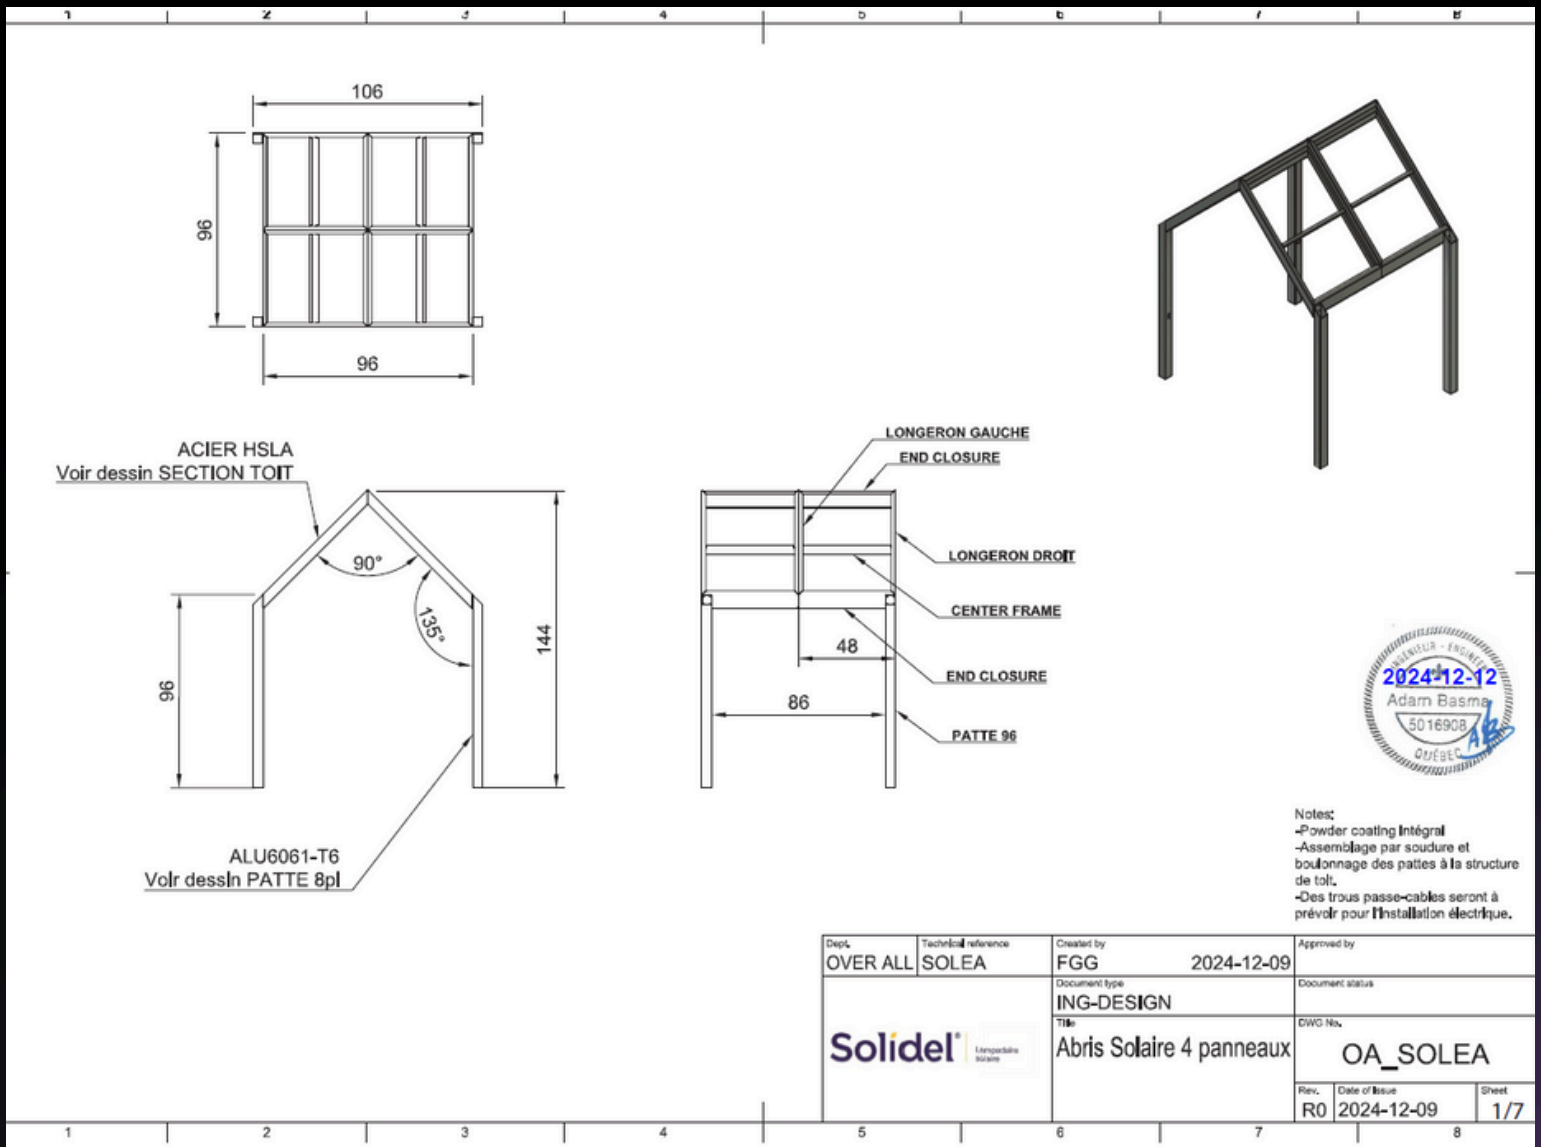 1 2 3 4 5 6 7 8
106
96
96
ACIER HSLA
Voir dessin SECTION TOIT
90°
135°
96
144
ALU6061-T6
Voir dessin PATTE 8pl
LONGERON GAUCHE
END CLOSURE
LONGERON DROIT
CENTER FRAME
48
END CLOSURE
86
PATTE 96
INGÉNIEUR - ENGINEER
2024-12-12
Adam Basma
5016908
AB
QUÉBEC
Notes:
-Powder coating intégral
-Assemblage par soudure et
boulonnage des pattes à la structure
de toit.
-Des trous passe-cables seront à
prévoir pour l'installation électrique.
Dept.
OVER ALL
Technical reference
SOLEA
Created by
FGG 2024-12-09
Approved by
Document type
ING-DESIGN
Document status
Solidel®
Title
Abris Solaire 4 panneaux
DWG No.
OA_SOLEA
Rev.
R0
Date of issue
2024-12-09
Sheet
1/7
1 2 3 4 5 6 7 8